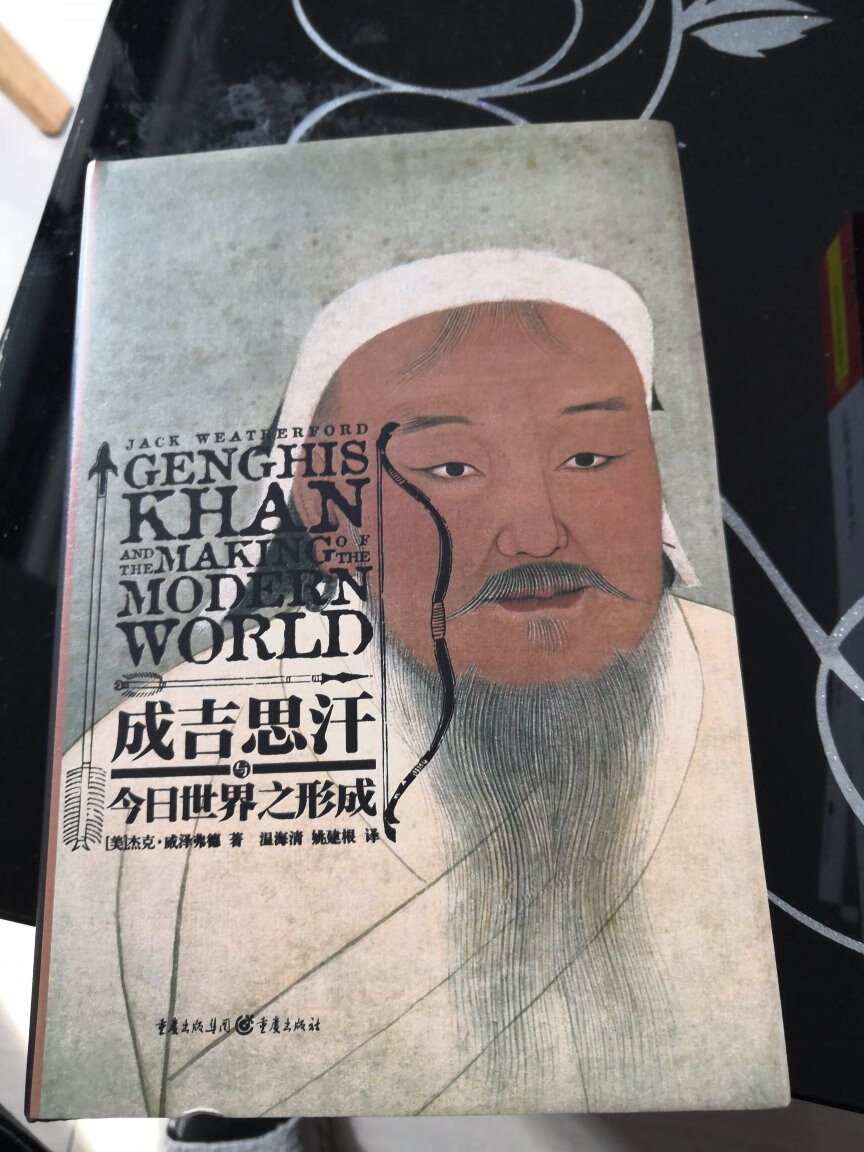 JACK WEATHERFORD
GENGHIS
KHAN
AND THE MAKING OF THE
MODERN
WORLD
成吉思汗
与
今日世界之形成
[美]杰克·威泽弗德 著 温海清 姚建根 译
重庆出版集团 重庆出版社